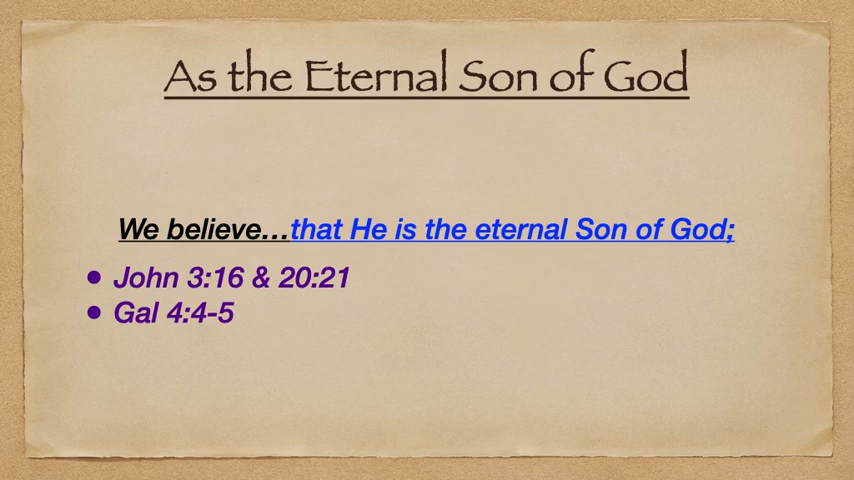 As the Eternal Son of God
We believe…that He is the eternal Son of God;
• John 3:16 & 20:21
• Gal 4:4-5